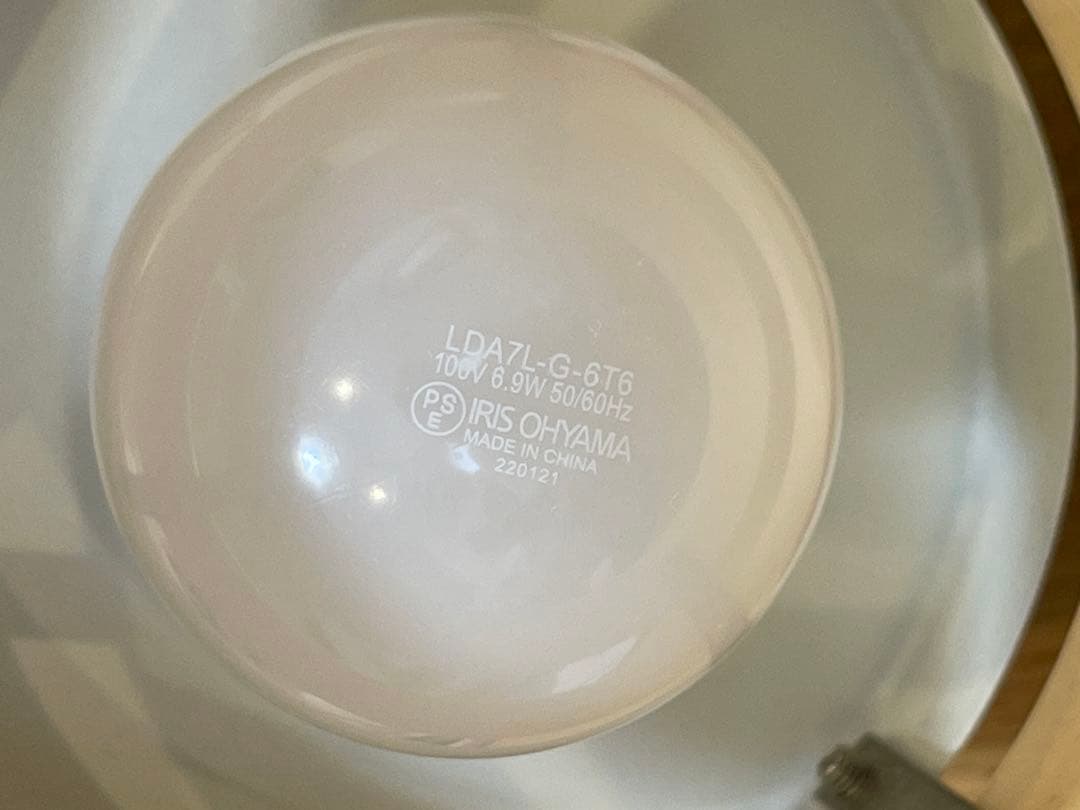 LDA7L-G-6T6
100V 6.9W 50/60Hz
PSE IRIS OHYAMA
MADE IN CHINA
220121